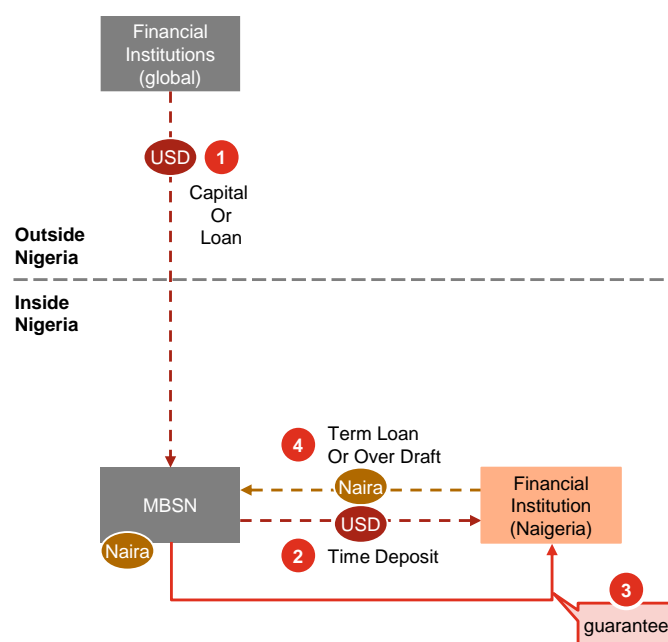 Financial
Institutions
(global)
USD
1
Capital
Or
Loan
Outside
Nigeria
Inside
Nigeria
4
Term Loan
Or Over Draft
Naira
MBSN
Naira
USD
2
Time Deposit
Financial
Institution
(Naigeria)
3
guarantee